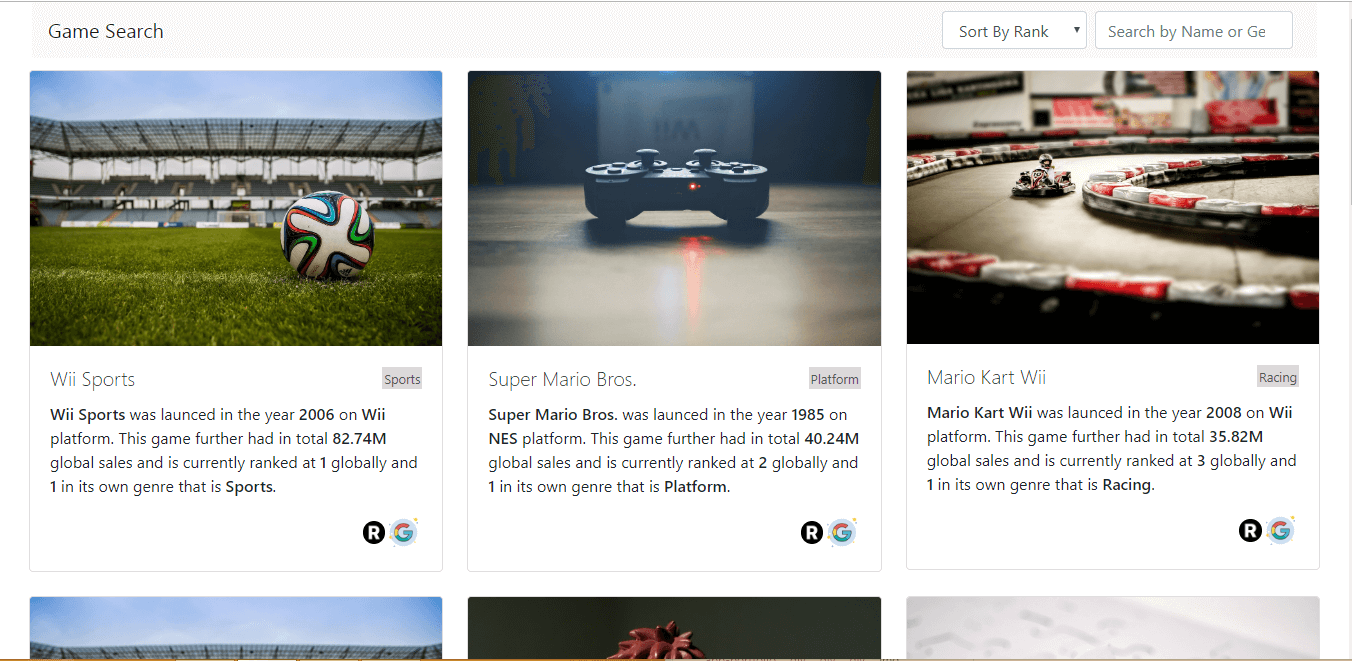 Game Search
Sort By Rank
Search by Name or Ge
Wii Sports
Sports
Wii Sports was launced in the year 2006 on Wii
platform. This game further had in total 82.74M
global sales and is currently ranked at 1 globally and
1 in its own genre that is Sports.
R G
Super Mario Bros.
Platform
Super Mario Bros. was launced in the year 1985 on
NES platform. This game further had in total 40.24M
global sales and is currently ranked at 2 globally and
1 in its own genre that is Platform.
R G
Mario Kart Wii
Racing
Mario Kart Wii was launced in the year 2008 on Wii
platform. This game further had in total 35.82M
global sales and is currently ranked at 3 globally and
1 in its own genre that is Racing.
R G